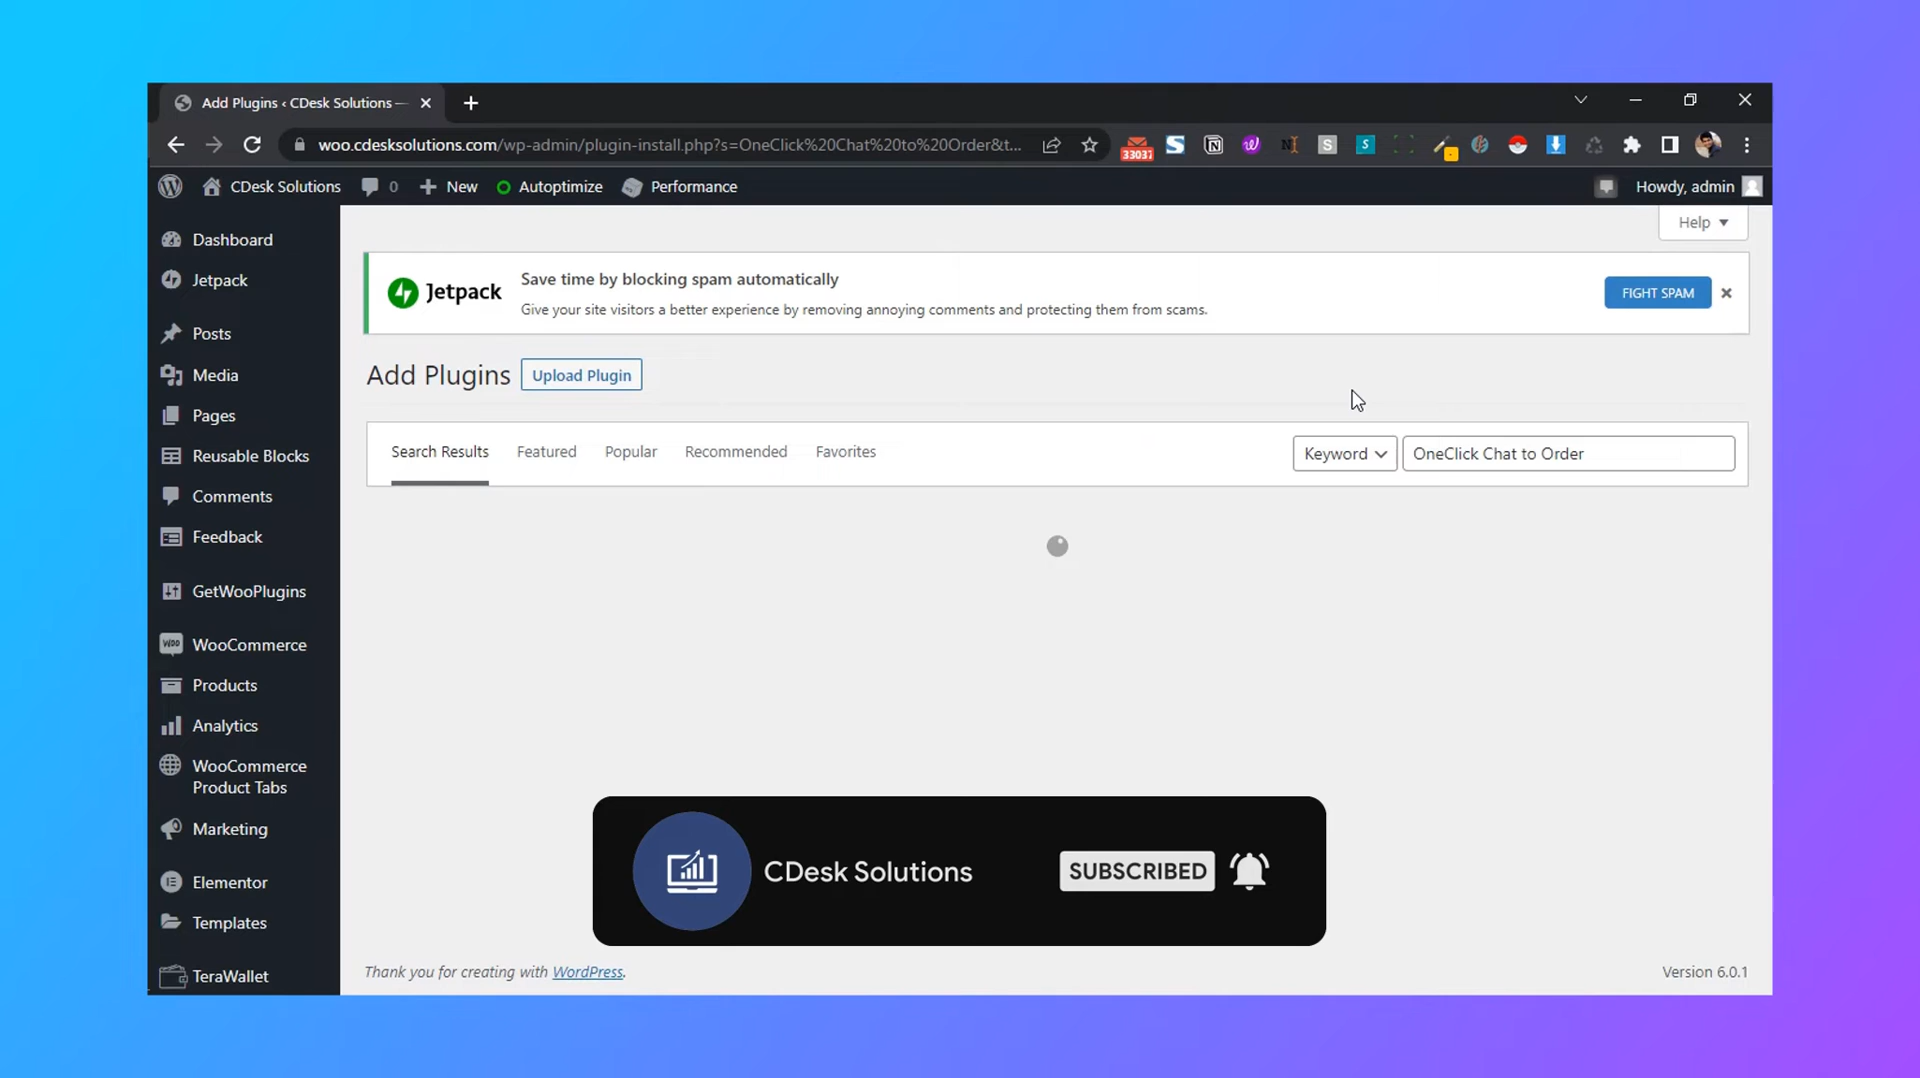 Add Plugins ‹ CDesk Solutions —
woo.cdesksolutions.com/wp-admin/plugin-install.php?s=OneClick%20Chat%20to%20Order&t...
33037
CDesk Solutions
0
New
Autoptimize
Performance
Howdy, admin
Help
Dashboard
Jetpack
Posts
Media
Pages
Reusable Blocks
Comments
Feedback
GetWooPlugins
WooCommerce
Products
Analytics
WooCommerce
Product Tabs
Marketing
Elementor
Templates
TeraWallet
Jetpack
Save time by blocking spam automatically
Give your site visitors a better experience by removing annoying comments and protecting them from scams.
FIGHT SPAM
Add Plugins
Upload Plugin
Search Results
Featured
Popular
Recommended
Favorites
Keyword
OneClick Chat to Order
CDesk Solutions
SUBSCRIBED
Thank you for creating with WordPress.
Version 6.0.1